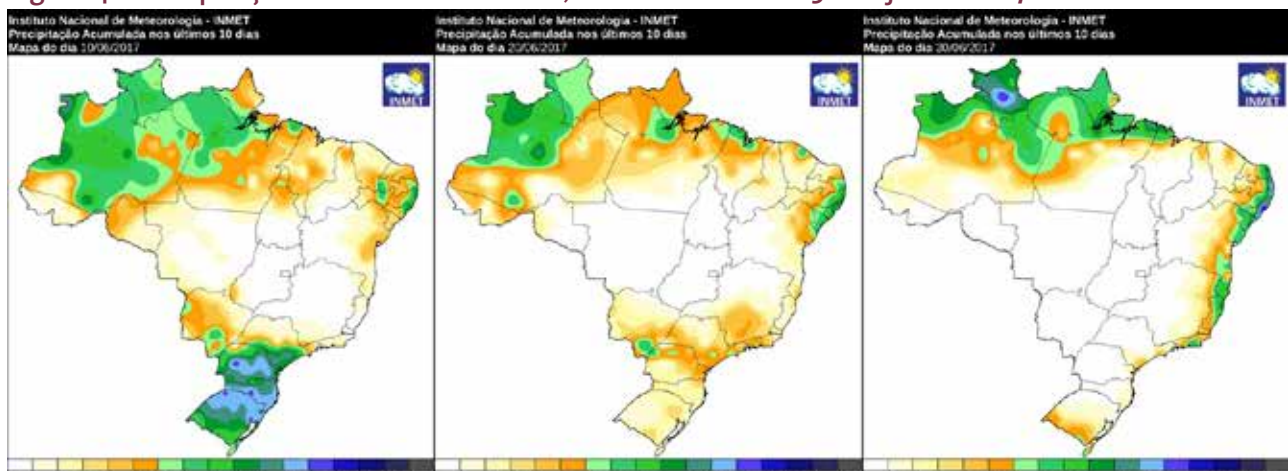 Instituto Nacional de Meteorologia - INMET
Precipitação Acumulada nos últimos 10 dias
Mapa do dia 10/06/2017
INMET
Instituto Nacional de Meteorologia - INMET
Precipitação Acumulada nos últimos 10 dias
Mapa do dia 20/06/2017
INMET
Instituto Nacional de Meteorologia - INMET
Precipitação Acumulada nos últimos 10 dias
Mapa do dia 30/06/2017
INMET